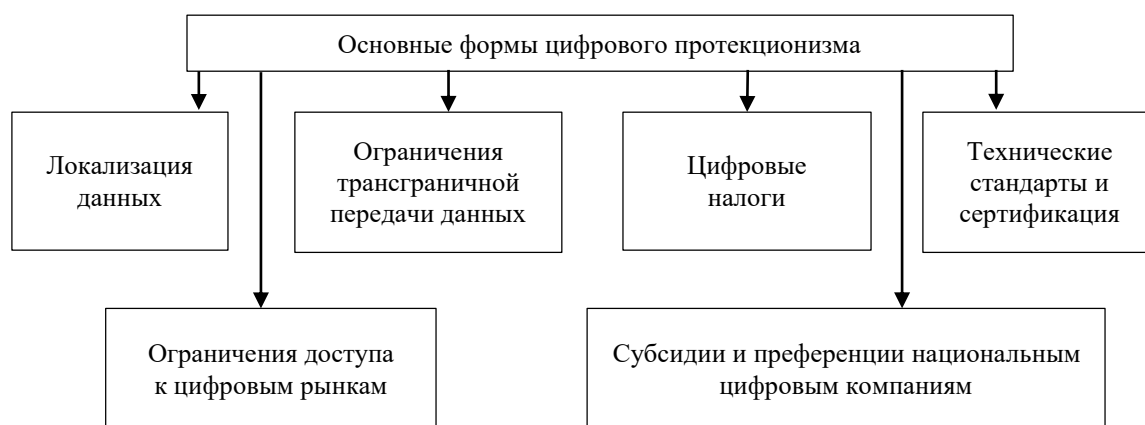 Основные формы цифрового протекционизма
Локализация
данных
Ограничения
трансграничной
передачи данных
Цифровые
налоги
Технические
стандарты и
сертификация
Ограничения доступа
к цифровым рынкам
Субсидии и преференции национальным
цифровым компаниям